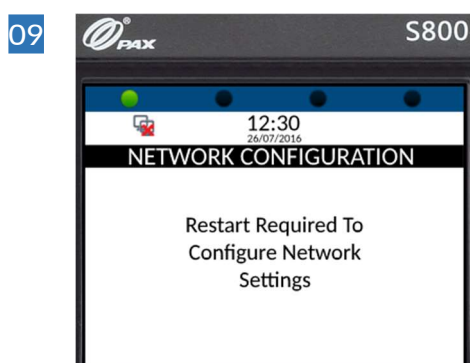 09
PAX®
S800
12:30
26/07/2016
NETWORK CONFIGURATION
Restart Required To
Configure Network
Settings